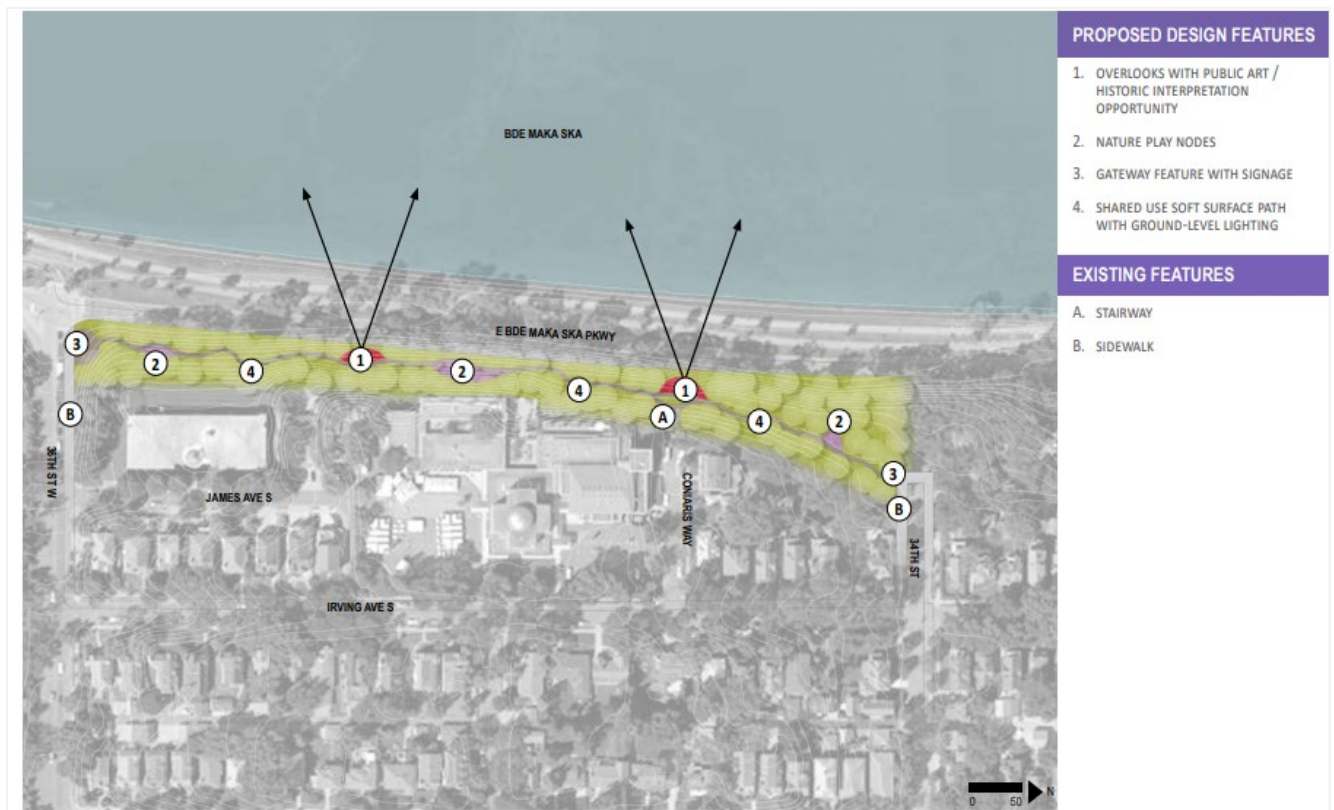 PROPOSED DESIGN FEATURES
1. OVERLOOKS WITH PUBLIC ART /
HISTORIC INTERPRETATION
OPPORTUNITY
2. NATURE PLAY NODES
3. GATEWAY FEATURE WITH SIGNAGE
4. SHARED USE SOFT SURFACE PATH
WITH GROUND-LEVEL LIGHTING
EXISTING FEATURES
A. STAIRWAY
B. SIDEWALK
BDE MAKA SKA
E BDE MAKA SKA PKWY
3
2
4
1
2
4
1
A
4
2
3
B
B
36TH ST W
JAMES AVE S
CONIARIS WAY
34TH ST
IRVING AVE S
0 50 N